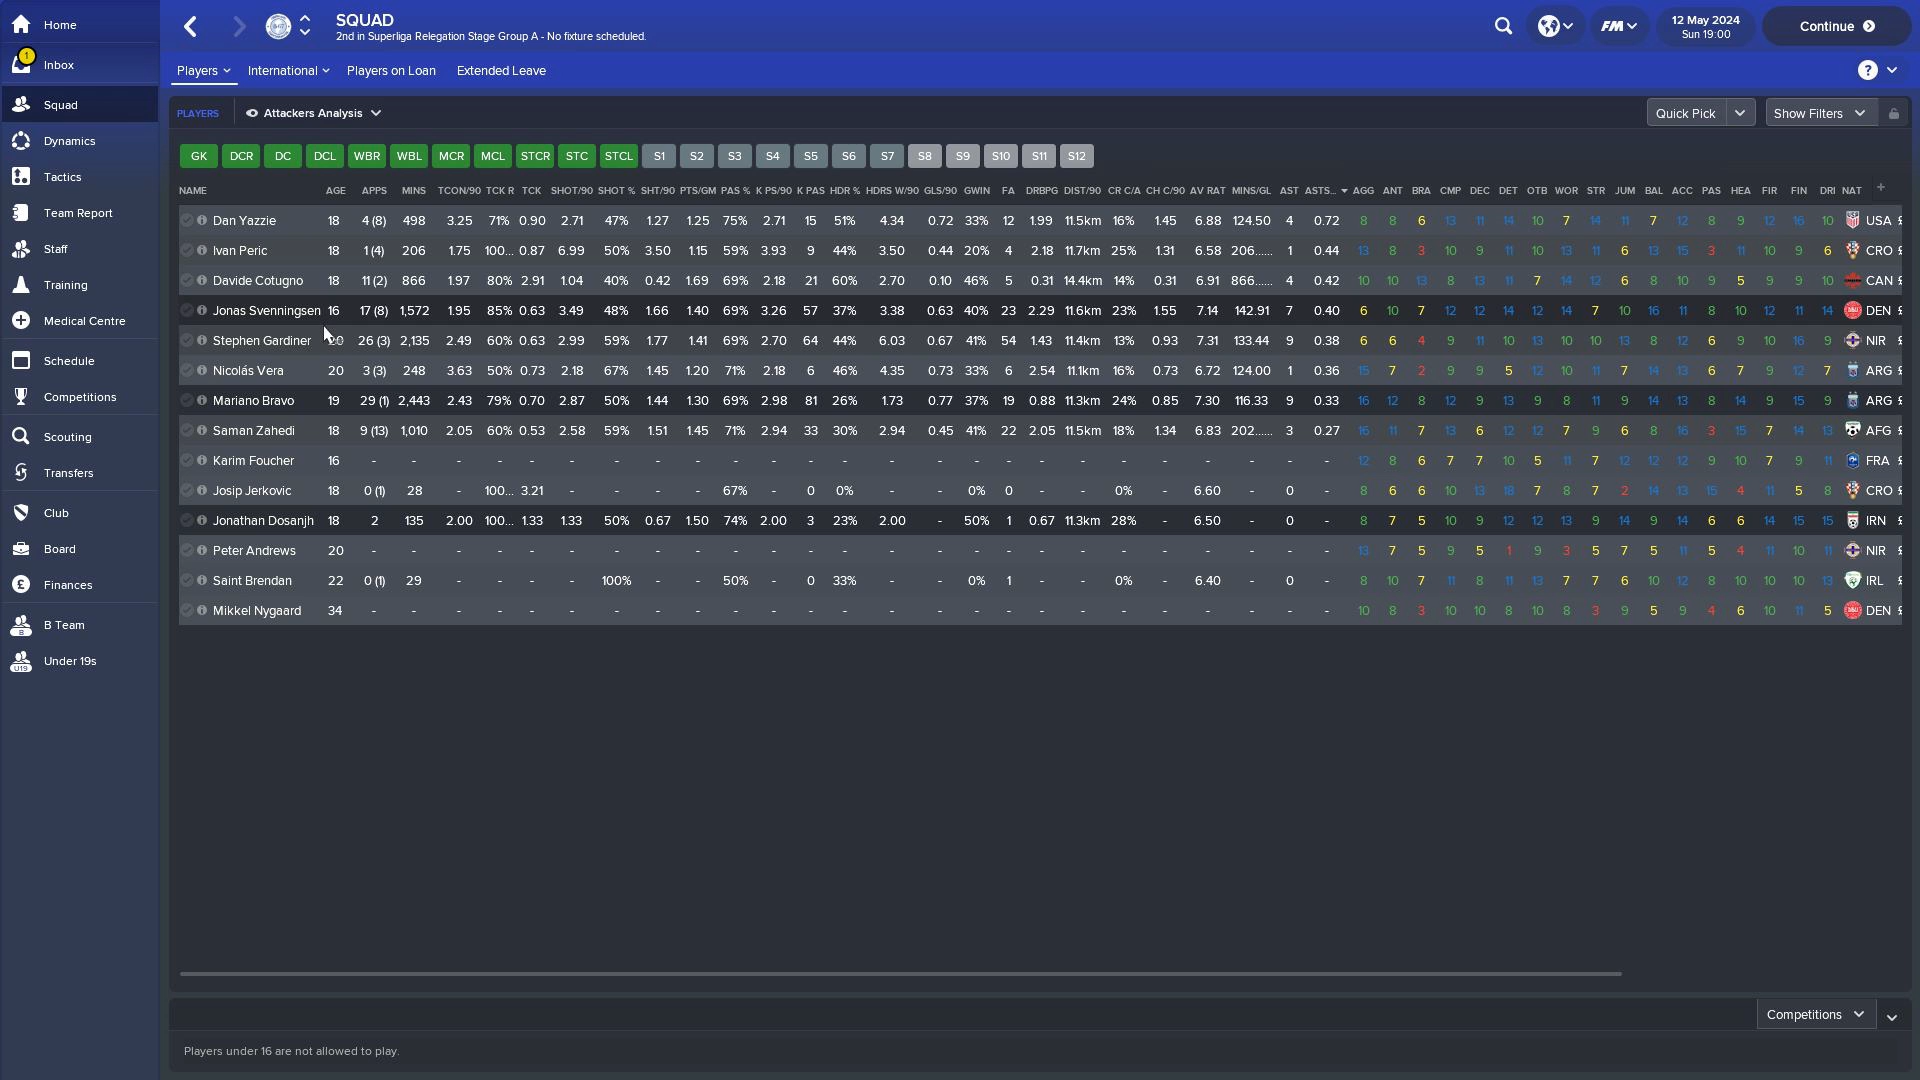 Home
Inbox
1
Squad
Dynamics
Tactics
Team Report
Staff
Training
Medical Centre
Schedule
Competitions
Scouting
Transfers
Club
Board
Finances
B Team
Under 19s
SQUAD
2nd in Superliga Relegation Stage Group A - No fixture scheduled.
FM
12 May 2024
Sun 19:00
Continue
Players International Players on Loan Extended Leave
?
PLAYERS Attackers Analysis Quick Pick Show Filters
GK DCR DC DCL WBR WBL MCR MCL STCR STC STCL S1 S2 S3 S4 S5 S6 S7 S8 S9 S10 S11 S12
NAME AGE APPS MINS TCON/90 TCK R TCK SHOT/90 SHOT % SHT/90 PTS/GM PAS % K PS/90 K PAS HDR % HDRS W/90 GLS/90 GWIN FA DRBPG DIST/90 CR C/A CH C/90 AV RAT MINS/GL AST ASTS... AGG ANT BRA CMP DEC DET OTB WOR STR JUM BAL ACC PAS HEA FIR FIN DRI NAT +
Dan Yazzie 18 4 (8) 498 3.25 71% 0.90 2.71 47% 1.27 1.25 75% 2.71 15 51% 4.34 0.72 33% 12 1.99 11.5km 16% 1.45 6.88 124.50 4 0.72 8 8 6 13 11 14 10 7 14 11 7 12 8 9 12 16 10 USA
Ivan Peric 18 1 (4) 206 1.75 100... 0.87 6.99 50% 3.50 1.15 59% 3.93 9 44% 3.50 0.44 20% 4 2.18 11.7km 25% 1.31 6.58 206...... 1 0.44 13 8 3 10 9 11 10 13 11 6 13 15 3 11 10 9 6 CRO
Davide Cotugno 18 11 (2) 866 1.97 80% 2.91 1.04 40% 0.42 1.69 69% 2.18 21 60% 2.70 0.10 46% 5 0.31 14.4km 14% 0.31 6.91 866...... 4 0.42 10 10 13 8 13 11 7 14 12 6 8 10 9 5 9 9 10 CAN
Jonas Svenningsen 16 17 (8) 1,572 1.95 85% 0.63 3.49 48% 1.66 1.40 69% 3.26 57 37% 3.38 0.63 40% 23 2.29 11.6km 23% 1.55 7.14 142.91 7 0.40 6 10 7 12 12 14 12 14 7 10 16 11 8 10 12 11 14 DEN
Stephen Gardiner 20 26 (3) 2,135 2.49 60% 0.63 2.99 59% 1.77 1.41 69% 2.70 64 44% 6.03 0.67 41% 54 1.43 11.4km 13% 0.93 7.31 133.44 9 0.38 6 6 4 9 11 10 13 10 10 13 8 12 6 9 10 16 9 NIR
Nicolás Vera 20 3 (3) 248 3.63 50% 0.73 2.18 67% 1.45 1.20 71% 2.18 6 46% 4.35 0.73 33% 6 2.54 11.1km 16% 0.73 6.72 124.00 1 0.36 15 7 2 9 9 5 12 10 11 7 14 13 6 7 9 12 7 ARG
Mariano Bravo 19 29 (1) 2,443 2.43 79% 0.70 2.87 50% 1.44 1.30 69% 2.98 81 26% 1.73 0.77 37% 19 0.88 11.3km 24% 0.85 7.30 116.33 9 0.33 16 12 8 12 9 13 9 8 11 9 14 13 8 14 9 15 9 ARG
Saman Zahedi 18 9 (13) 1,010 2.05 60% 0.53 2.58 59% 1.51 1.45 71% 2.94 33 30% 2.94 0.45 41% 22 2.05 11.5km 18% 1.34 6.83 202...... 3 0.27 16 11 7 13 6 12 12 7 9 6 8 16 3 15 7 14 13 AFG
Karim Foucher 16 - - - - - - - - - - - - - - - - - - - - - - - - - 12 8 6 7 7 10 5 11 7 12 12 12 9 10 7 9 11 FRA
Josip Jerkovic 18 0 (1) 28 - 100... 3.21 - - - - 67% - 0 0% - - 0% 0 - - 0% - 6.60 - 0 - 8 6 6 10 13 18 7 8 7 2 14 13 15 4 11 5 8 CRO
Jonathan Dosanjh 18 2 135 2.00 100... 1.33 1.33 50% 0.67 1.50 74% 2.00 3 23% 2.00 - 50% 1 0.67 11.3km 28% - 6.50 - 0 - 8 7 5 10 9 12 12 13 9 14 9 14 6 6 14 15 15 IRN
Peter Andrews 20 - - - - - - - - - - - - - - - - - - - - - - - - - 13 7 5 9 5 1 9 3 5 7 5 11 5 4 11 10 11 NIR
Saint Brendan 22 0 (1) 29 - - - - 100% - - 50% - 0 33% - - 0% 1 - - 0% - 6.40 - 0 - 8 10 7 11 8 11 13 7 7 6 10 12 8 10 10 10 13 IRL
Mikkel Nygaard 34 - - - - - - - - - - - - - - - - - - - - - - - - - 10 8 3 10 10 8 10 8 3 9 5 9 4 6 10 11 5 DEN
Competitions
Players under 16 are not allowed to play.